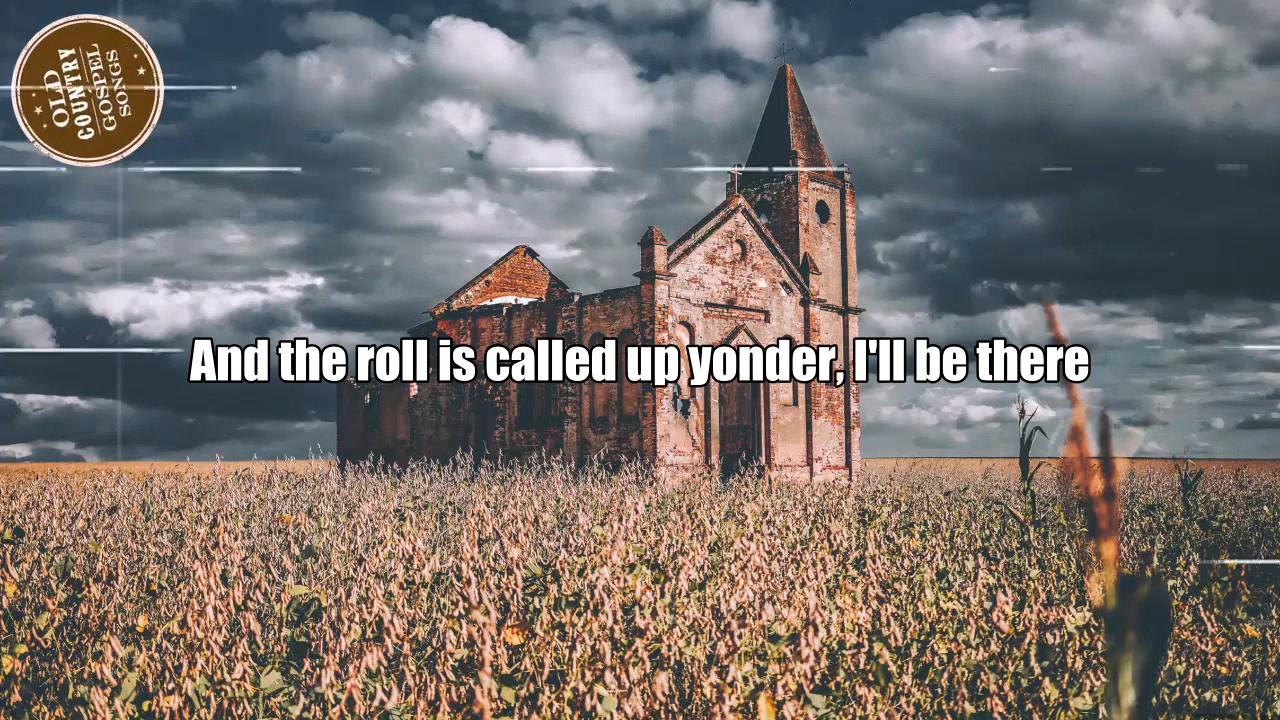 OLD
COUNTRY
GOSPEL
SONGS
And the roll is called up yonder, I'll be there